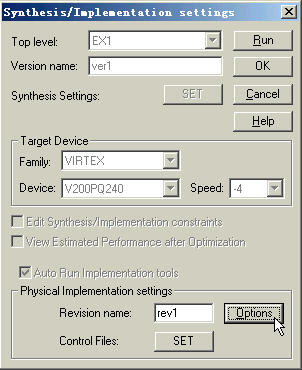 Synthesis/Implementation settings
Top level: EX1 Run
Version name: ver1 OK
Synthesis Settings: SET Cancel
Help
Target Device
Family: VIRTEX
Device: V200PQ240 Speed: -4
Edit Synthesis/Implementation constraints
View Estimated Performance after Optimization
Auto Run Implementation tools
Physical Implementation settings
Revision name: rev1 Options
Control Files: SET